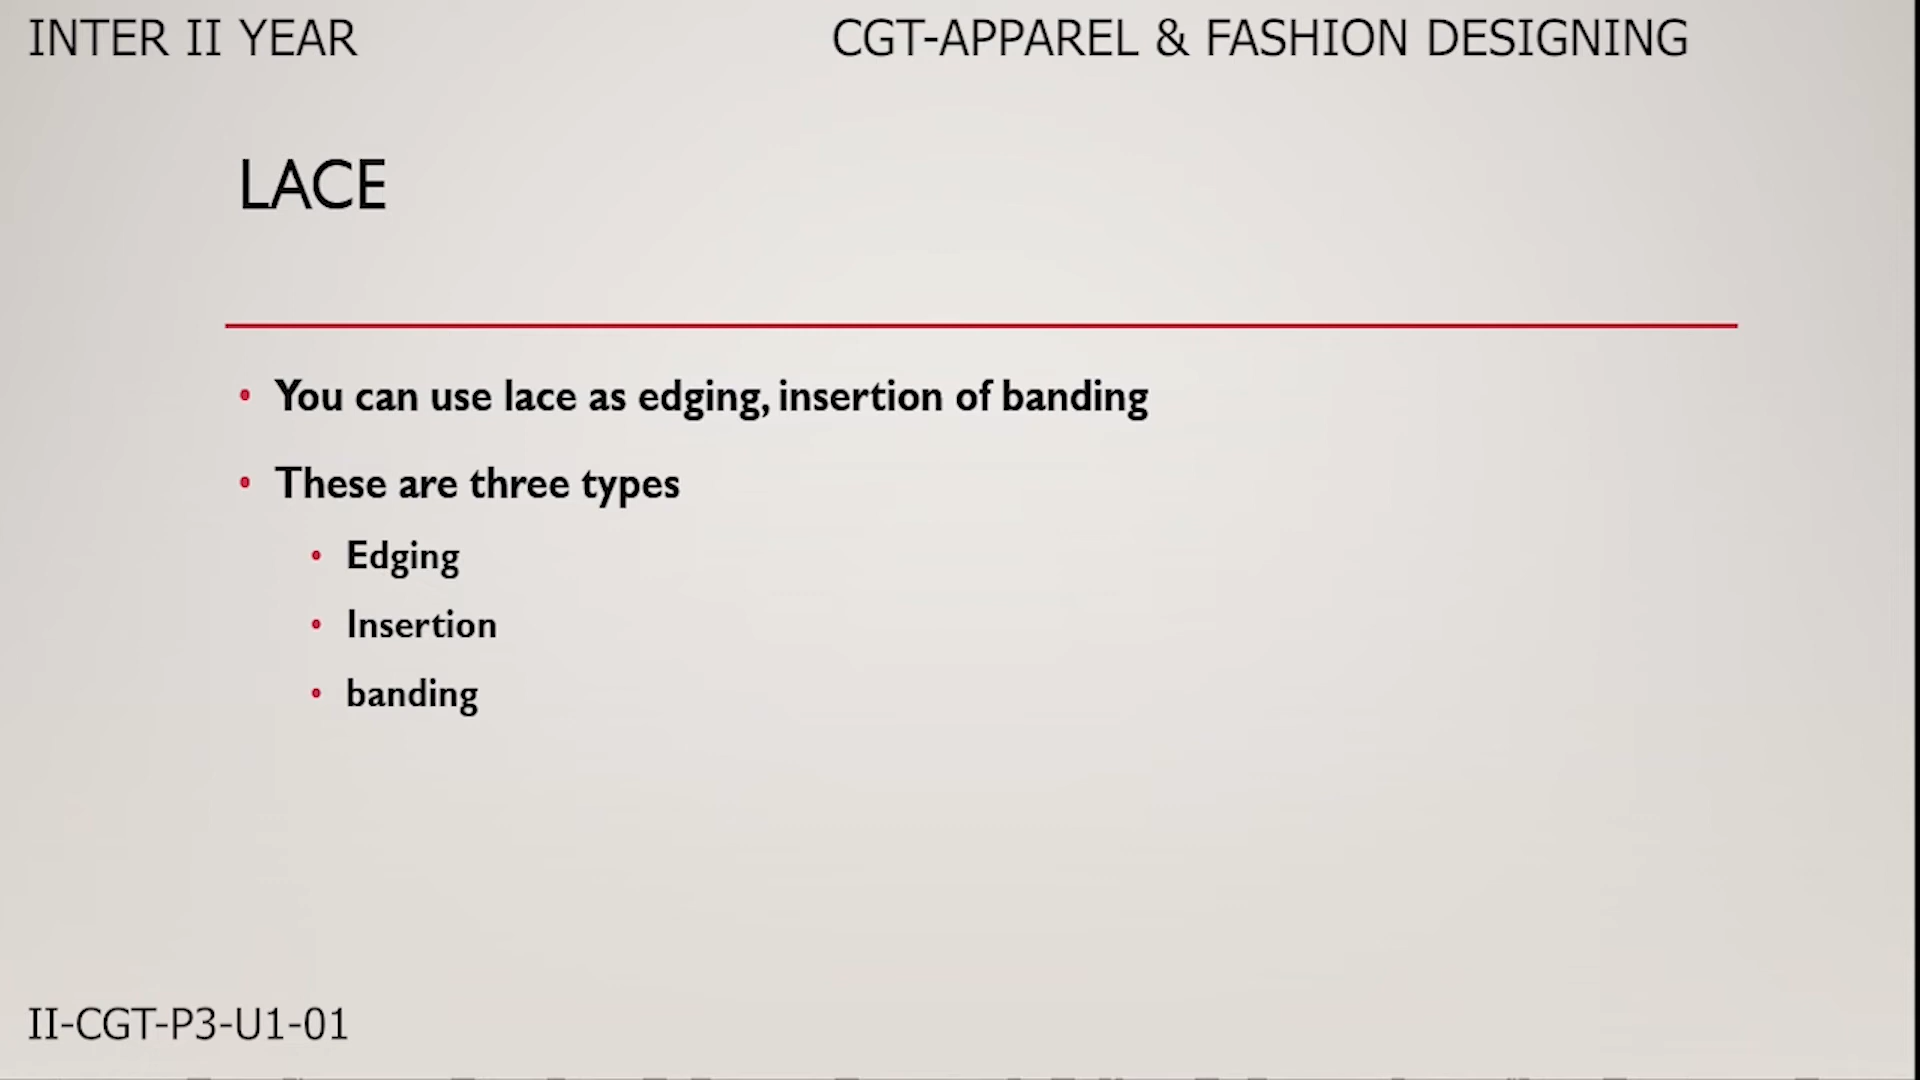 INTER II YEAR
CGT-APPAREL & FASHION DESIGNING
LACE
• You can use lace as edging, insertion of banding
• These are three types
• Edging
• Insertion
• banding
II-CGT-P3-U1-01